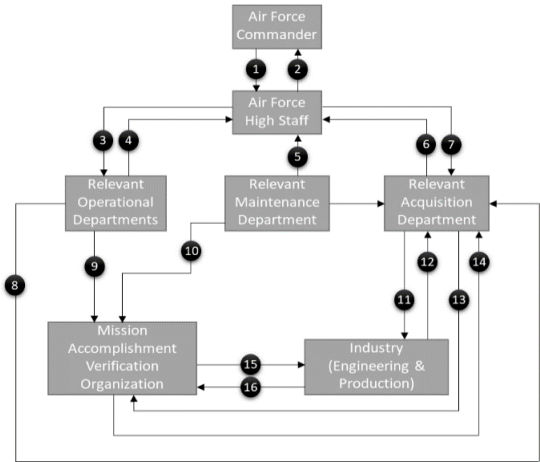 Air Force
Commander
1
2
Air Force
High Staff
3
4
5
6
7
Relevant
Operational
Departments
Relevant
Maintenance
Department
Relevant
Acquisition
Department
8
9
10
11
12
13
14
Mission
Accomplishment
Verification
Organization
15
16
Industry
(Engineering &
Production)